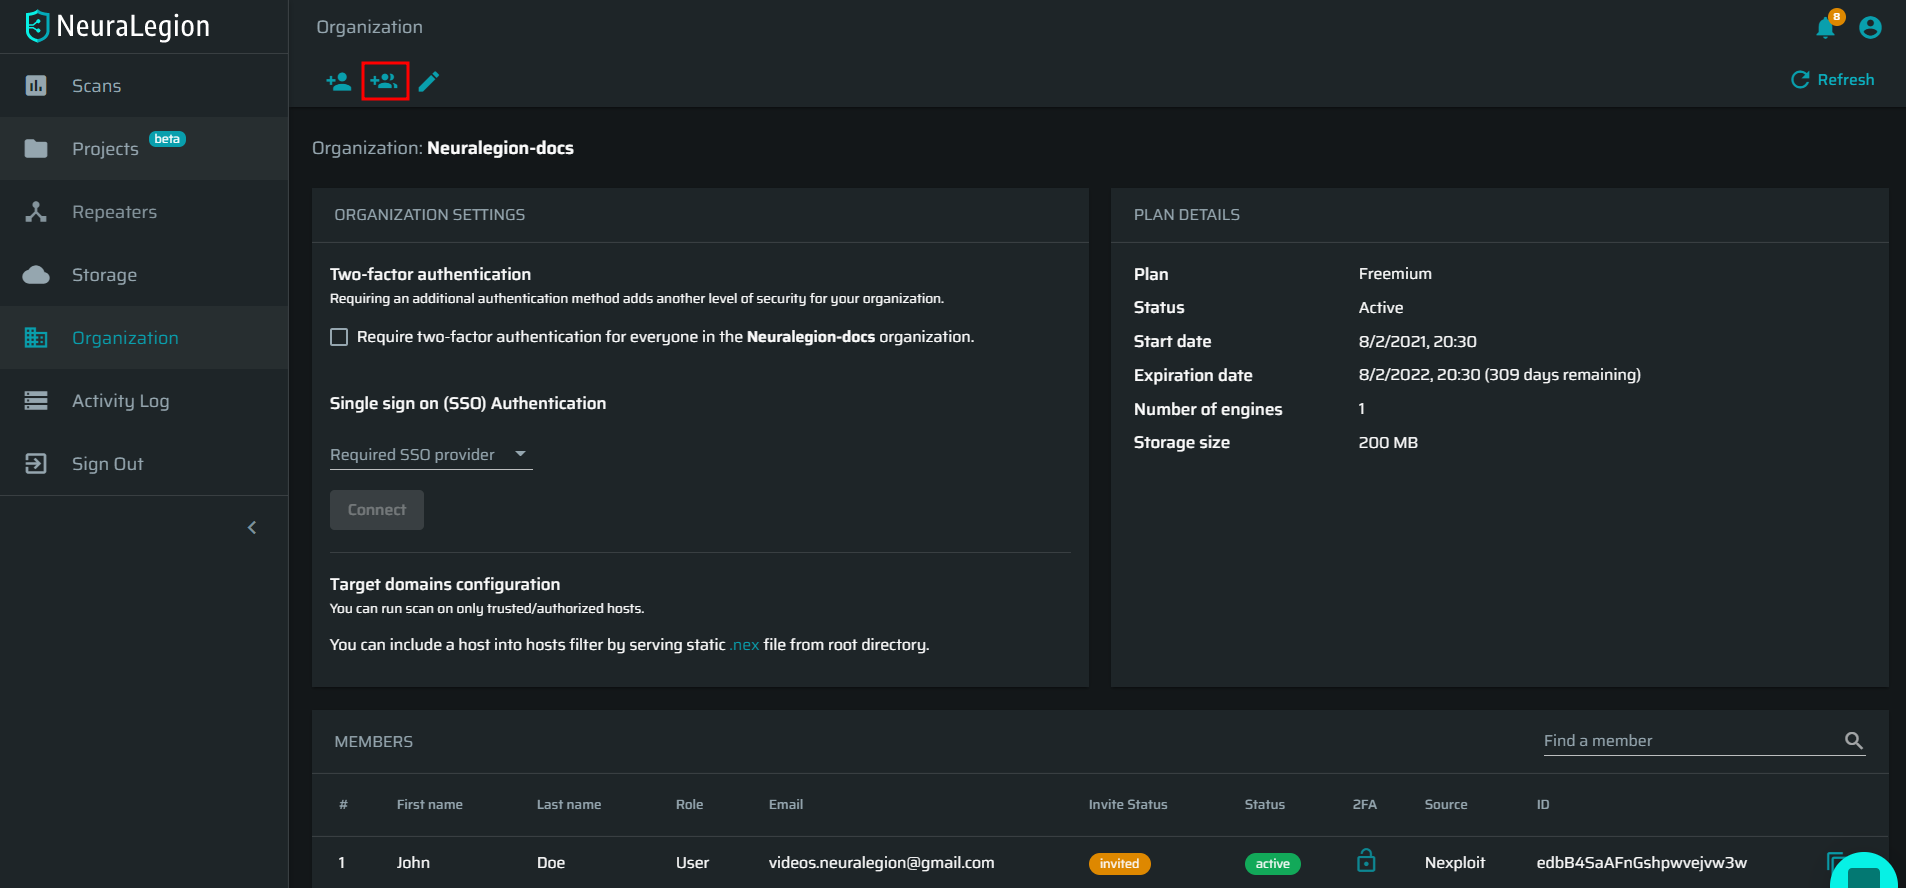 NeuraLegion
Organization
8
Scans
Refresh
Projects beta
Organization: Neuralegion-docs
Repeaters
ORGANIZATION SETTINGS
PLAN DETAILS
Storage
Two-factor authentication
Requiring an additional authentication method adds another level of security for your organization.
Require two-factor authentication for everyone in the Neuralegion-docs organization.
Plan Freemium
Status Active
Start date 8/2/2021, 20:30
Expiration date 8/2/2022, 20:30 (309 days remaining)
Number of engines 1
Storage size 200 MB
Organization
Activity Log
Sign Out
Single sign on (SSO) Authentication
Required SSO provider
Connect
Target domains configuration
You can run scan on only trusted/authorized hosts.
You can include a host into hosts filter by serving static .nex file from root directory.
MEMBERS
Find a member
# First name Last name Role Email Invite Status Status 2FA Source ID
1 John Doe User videos.neuralegion@gmail.com invited active Nexploit edbB4SaAFnGshpwvejvw3w